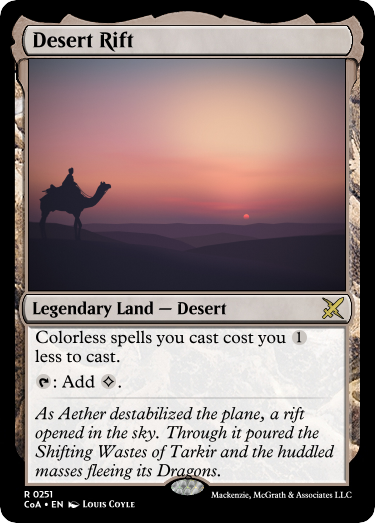 Desert Rift
Legendary Land — Desert
Colorless spells you cast cost you 1
less to cast.
: Add .
As Aether destabilized the plane, a rift
opened in the sky. Through it poured the
Shifting Wastes of Tarkir and the huddled
masses fleeing its Dragons.
R 0251
CoA • EN Louis Coyle
Mackenzie, McGrath & Associates LLC